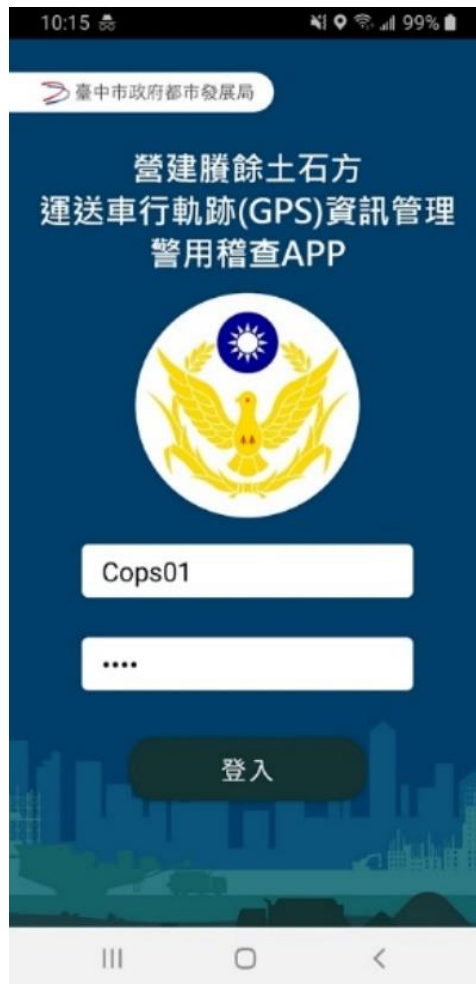 10:15 99%
臺中市政府都市發展局
營建賸餘土石方
運送車行軌跡(GPS)資訊管理
警用稽查APP
Cops01
••••
登入